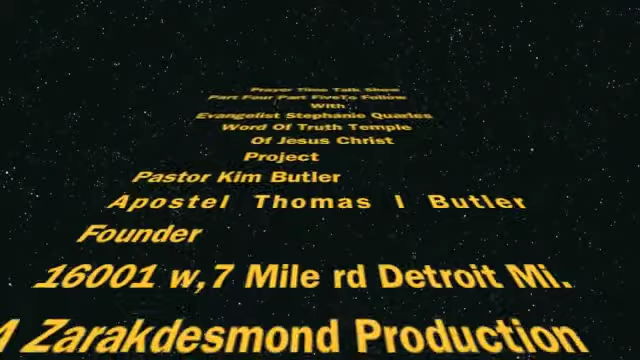 Prayer Time Talk Show
Part Four Part FiveTo Follow
With
Evangelist Stephanie Quarles
Word Of Truth Temple
Of Jesus Christ
Project
Pastor Kim Butler
Apostel Thomas I Butler
Founder
16001 w,7 Mile rd Detroit Mi.
A Zarakdesmond Production